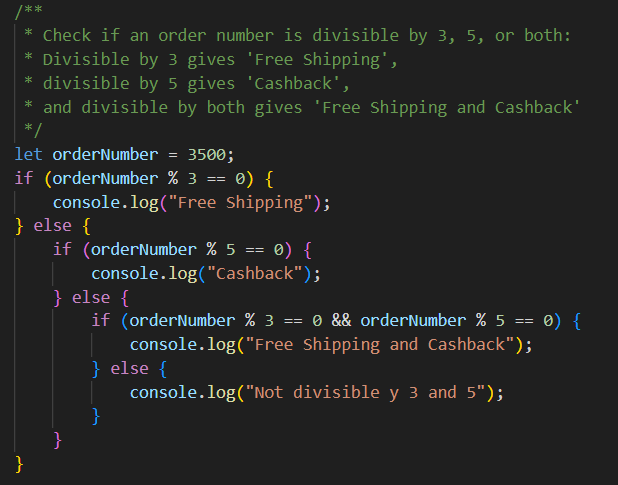 /**
 * Check if an order number is divisible by 3, 5, or both:
 * Divisible by 3 gives 'Free Shipping',
 * divisible by 5 gives 'Cashback',
 * and divisible by both gives 'Free Shipping and Cashback'
 */
let orderNumber = 3500;
if (orderNumber % 3 == 0) {
    console.log("Free Shipping");
} else {
    if (orderNumber % 5 == 0) {
        console.log("Cashback");
    } else {
        if (orderNumber % 3 == 0 && orderNumber % 5 == 0) {
            console.log("Free Shipping and Cashback");
        } else {
            console.log("Not divisible y 3 and 5");
        }
    }
}